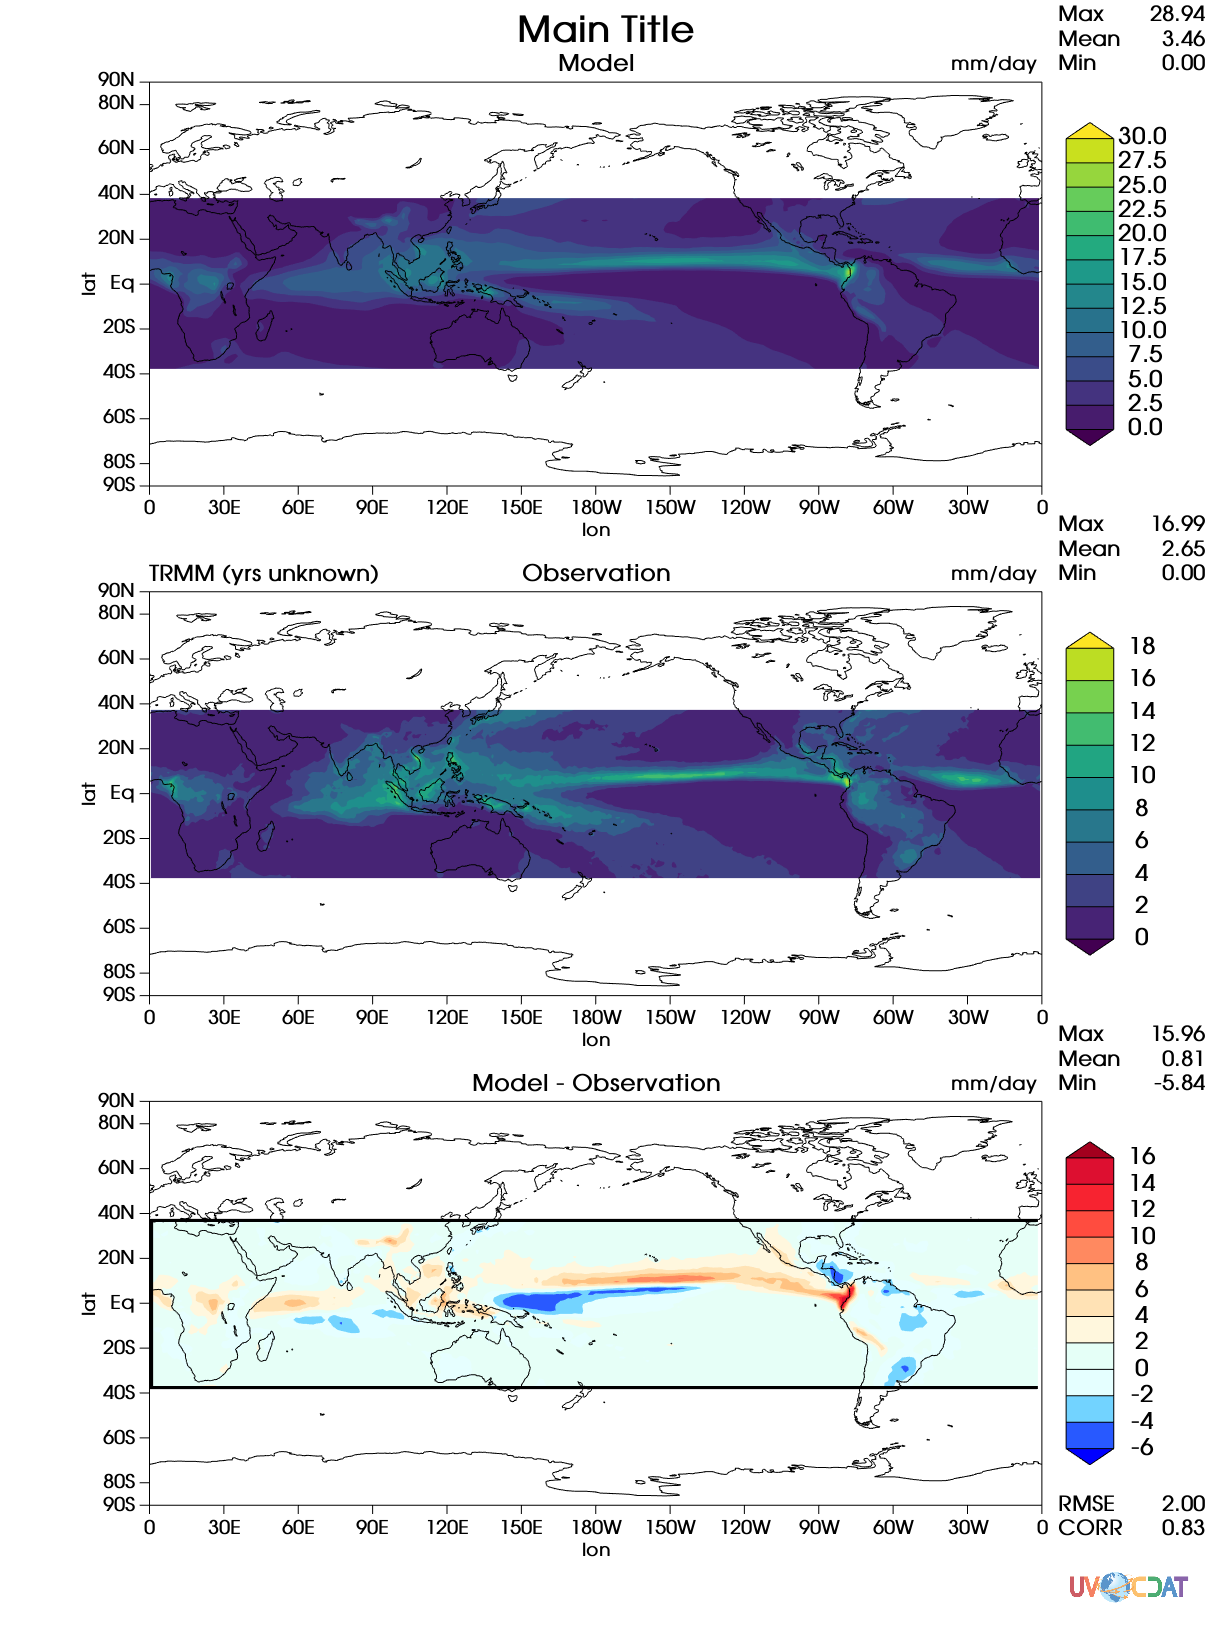 Main Title
Model
mm/day
Max 28.94
Mean 3.46
Min 0.00
90N
80N
60N
40N
20N
Eq
20S
40S
60S
80S
90S
lat
0 30E 60E 90E 120E 150E 180W 150W 120W 90W 60W 30W 0
lon
30.0
27.5
25.0
22.5
20.0
17.5
15.0
12.5
10.0
7.5
5.0
2.5
0.0
TRMM (yrs unknown)
Observation
mm/day
Max 16.99
Mean 2.65
Min 0.00
90N
80N
60N
40N
20N
Eq
20S
40S
60S
80S
90S
lat
0 30E 60E 90E 120E 150E 180W 150W 120W 90W 60W 30W 0
lon
18
16
14
12
10
8
6
4
2
0
Model - Observation
mm/day
Max 15.96
Mean 0.81
Min -5.84
90N
80N
60N
40N
20N
Eq
20S
40S
60S
80S
90S
lat
0 30E 60E 90E 120E 150E 180W 150W 120W 90W 60W 30W 0
lon
16
14
12
10
8
6
4
2
0
-2
-4
-6
RMSE 2.00
CORR 0.83
UV CDAT